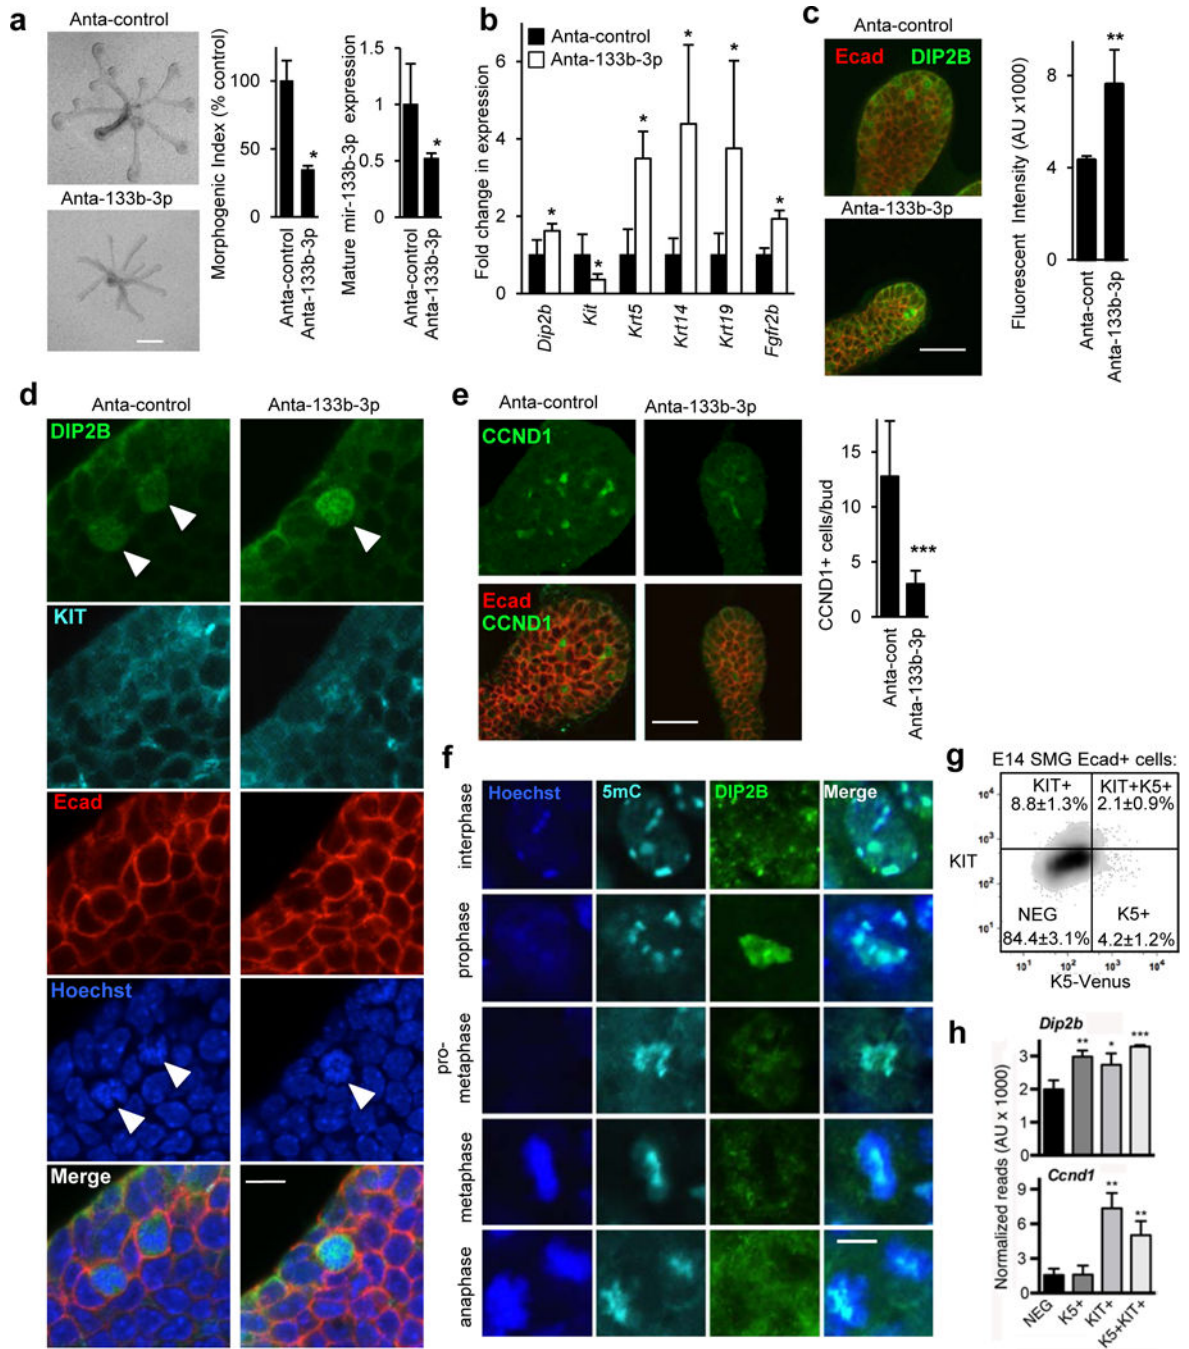 a
Anta-control
Anta-133b-3p
Morphogenic Index (% control)
100
50
0
*
Anta-control
Anta-133b-3p
Mature mir-133b-3p expression
1.5
1
0.5
0
*
Anta-control
Anta-133b-3p
b
Anta-control
Anta-133b-3p
Fold change in expression
6
4
2
0
* * * * * *
Dip2b
Kit
Krt5
Krt14
Krt19
Fgfr2b
c
Anta-control
Ecad DIP2B
Anta-133b-3p
Fluorescent Intensity (AU x1000)
8
4
0
**
Anta-cont
Anta-133b-3p
d
Anta-control Anta-133b-3p
DIP2B
KIT
Ecad
Hoechst
Merge
e
Anta-control Anta-133b-3p
CCND1
Ecad
CCND1
CCND1+ cells/bud
15
10
5
0
***
Anta-cont
Anta-133b-3p
f
Hoechst 5mC DIP2B Merge
interphase
prophase
pro-
metaphase
metaphase
anaphase
g
E14 SMG Ecad+ cells:
KIT+ KIT+K5+
8.8±1.3% 2.1±0.9%
NEG K5+
84.4±3.1% 4.2±1.2%
KIT
10⁴
10³
10²
10¹
10¹ 10² 10³ 10⁴
K5-Venus
h
Normalized reads (AU x 1000)
Dip2b
3
2
1
0
** * ***
Ccnd1
9
6
3
0
** **
NEG
K5+
KIT+
K5+KIT+